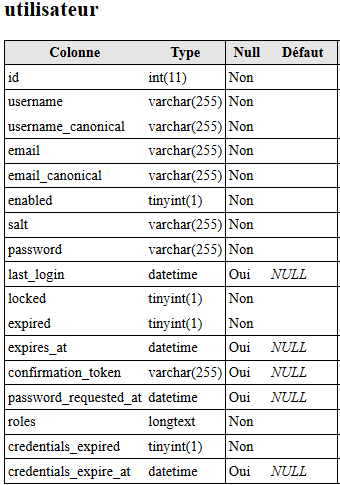 utilisateur
Colonne Type Null Défaut
id int(11) Non
username varchar(255) Non
username_canonical varchar(255) Non
email varchar(255) Non
email_canonical varchar(255) Non
enabled tinyint(1) Non
salt varchar(255) Non
password varchar(255) Non
last_login datetime Oui NULL
locked tinyint(1) Non
expired tinyint(1) Non
expires_at datetime Oui NULL
confirmation_token varchar(255) Oui NULL
password_requested_at datetime Oui NULL
roles longtext Non
credentials_expired tinyint(1) Non
credentials_expire_at datetime Oui NULL